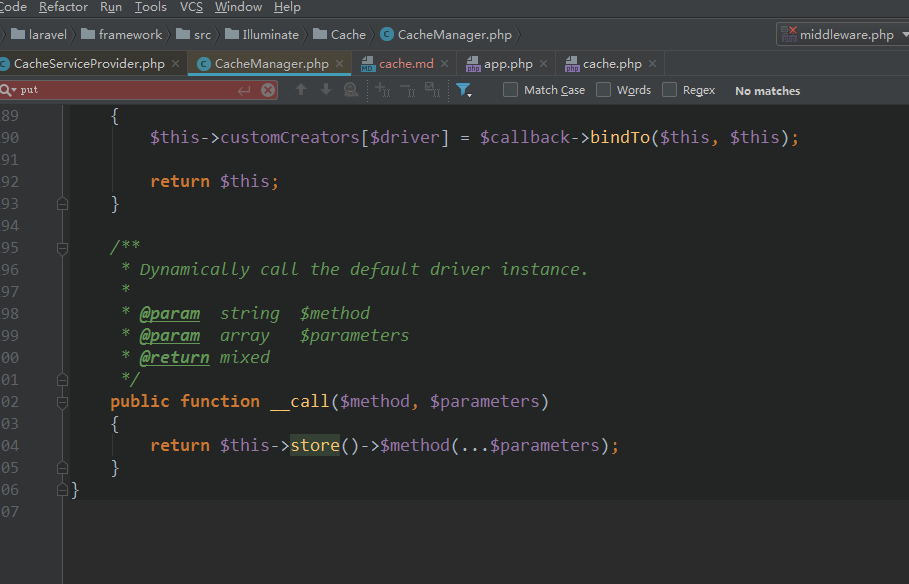 Code Refactor Run Tools VCS Window Help
laravel framework src Illuminate Cache CacheManager.php middleware.php
CacheServiceProvider.php CacheManager.php cache.md app.php cache.php
put Match Case Words Regex No matches
89 {
90 $this->customCreators[$driver] = $callback->bindTo($this, $this);
91
92 return $this;
93 }
94
95 /**
96 * Dynamically call the default driver instance.
97 *
98 * @param string $method
99 * @param array $parameters
00 * @return mixed
01 */
02 public function __call($method, $parameters)
03 {
04 return $this->store()->$method(...$parameters);
05 }
06 }
07